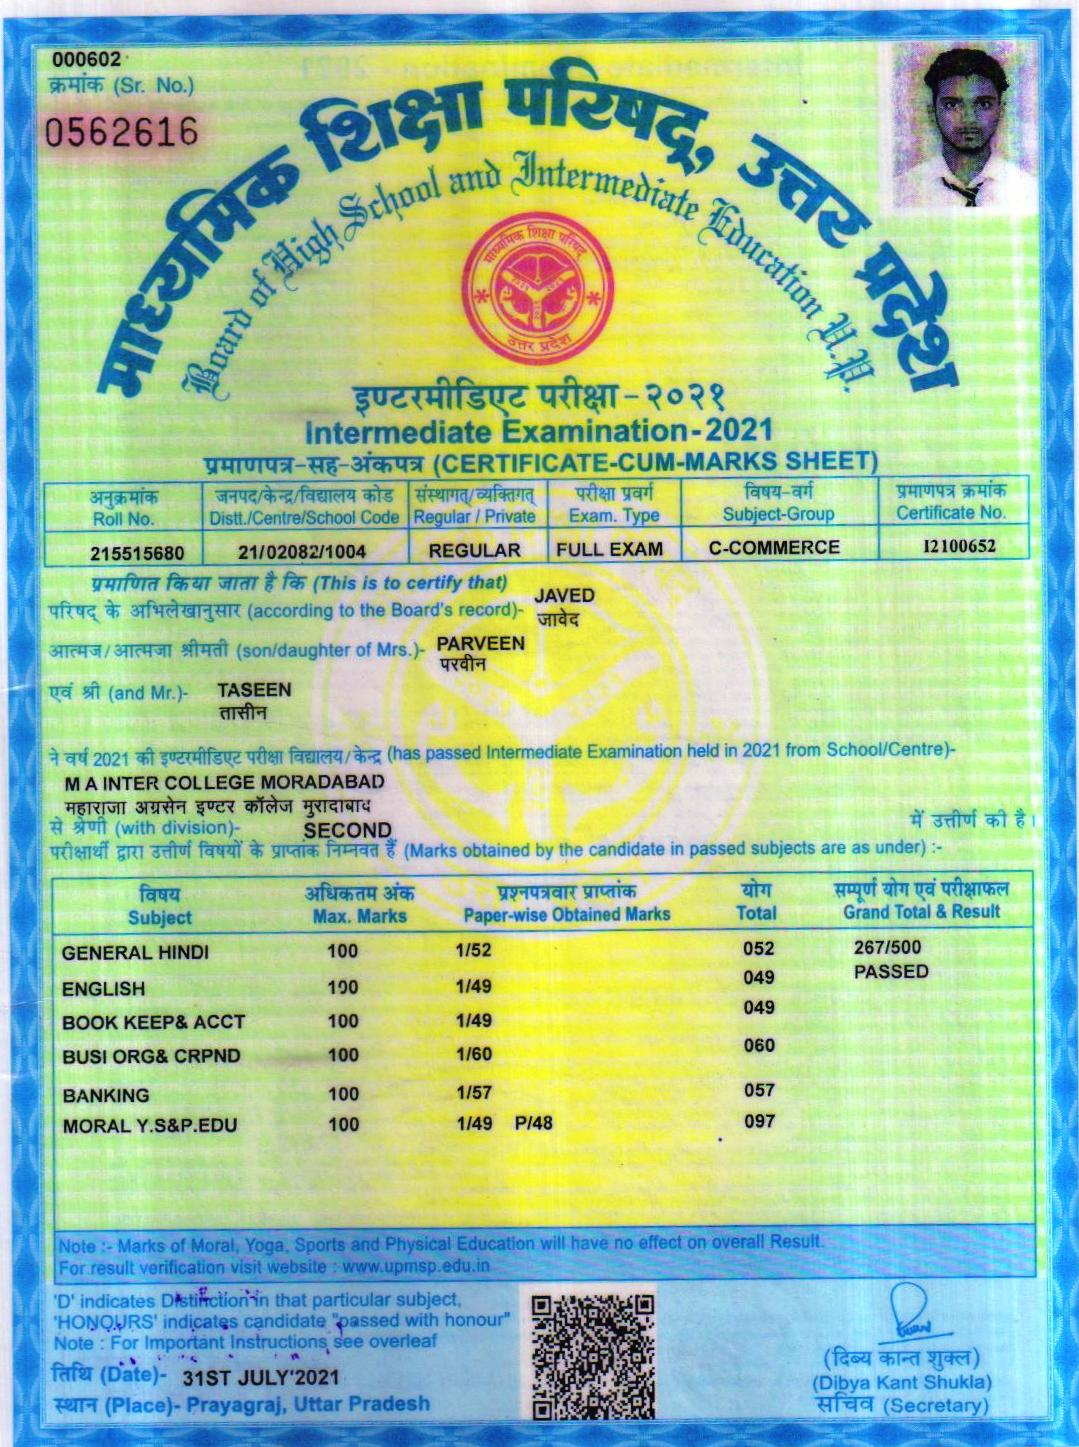 000602
क्रमांक (Sr. No.)
0562616
माध्यमिक शिक्षा परिषद्, उत्तर प्रदेश
Board of High School and Intermediate Education U.P.
माध्यमिक शिक्षा परिषद
उत्तर प्रदेश
इण्टरमीडिएट परीक्षा - २०२१
Intermediate Examination - 2021
प्रमाणपत्र-सह-अंकपत्र (CERTIFICATE-CUM-MARKS SHEET)
अनुक्रमांक जनपद/केन्द्र/विद्यालय कोड संस्थागत/व्यक्तिगत परीक्षा प्रवर्ग विषय-वर्ग प्रमाणपत्र क्रमांक
Roll No. Distt./Centre/School Code Regular / Private Exam. Type Subject-Group Certificate No.
215515680 21/02082/1004 REGULAR FULL EXAM C-COMMERCE I2100652
प्रमाणित किया जाता है कि (This is to certify that)
परिषद् के अभिलेखानुसार (according to the Board's record)- JAVED
जावेद
आत्मज/आत्मजा श्रीमती (son/daughter of Mrs.)- PARVEEN
परवीन
एवं श्री (and Mr.)- TASEEN
तासीन
ने वर्ष 2021 की इण्टरमीडिएट परीक्षा विद्यालय/केन्द्र (has passed Intermediate Examination held in 2021 from School/Centre)-
M A INTER COLLEGE MORADABAD
महाराजा अग्रसेन इण्टर कॉलेज मुरादाबाद
से श्रेणी (with division)- SECOND में उत्तीर्ण की है।
परीक्षार्थी द्वारा उत्तीर्ण विषयों के प्राप्तांक निम्नवत हैं (Marks obtained by the candidate in passed subjects are as under) :-
विषय अधिकतम अंक प्रश्नपत्रवार प्राप्तांक योग सम्पूर्ण योग एवं परीक्षाफल
Subject Max. Marks Paper-wise Obtained Marks Total Grand Total & Result
GENERAL HINDI 100 1/52 052 267/500
PASSED
ENGLISH 100 1/49 049
BOOK KEEP& ACCT 100 1/49 049
BUSI ORG& CRPND 100 1/60 060
BANKING 100 1/57 057
MORAL Y.S&P.EDU 100 1/49 P/48 097
Note :- Marks of Moral, Yoga, Sports and Physical Education will have no effect on overall Result.
For result verification visit website : www.upmsp.edu.in
'D' indicates Distinction in that particular subject,
'HONOURS' indicates candidate "passed with honour"
Note : For Important Instructions see overleaf
तिथि (Date)- 31ST JULY'2021
स्थान (Place)- Prayagraj, Uttar Pradesh
(दिब्य कान्त शुक्ल)
(Dibya Kant Shukla)
सचिव (Secretary)